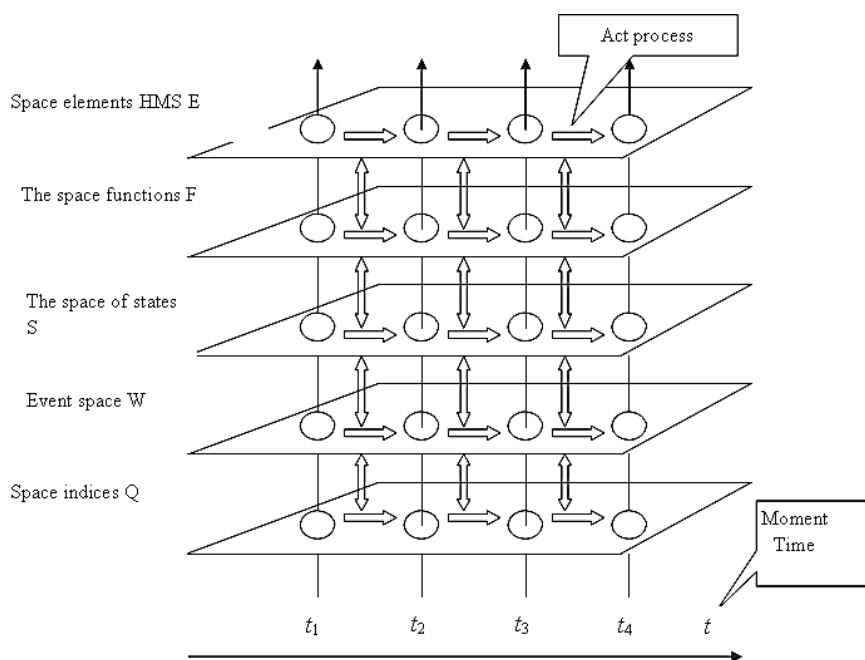 Act process
Space elements HMS E
The space functions F
The space of states
S
Event space W
Space indices Q
Moment
Time
t1 t2 t3 t4 t